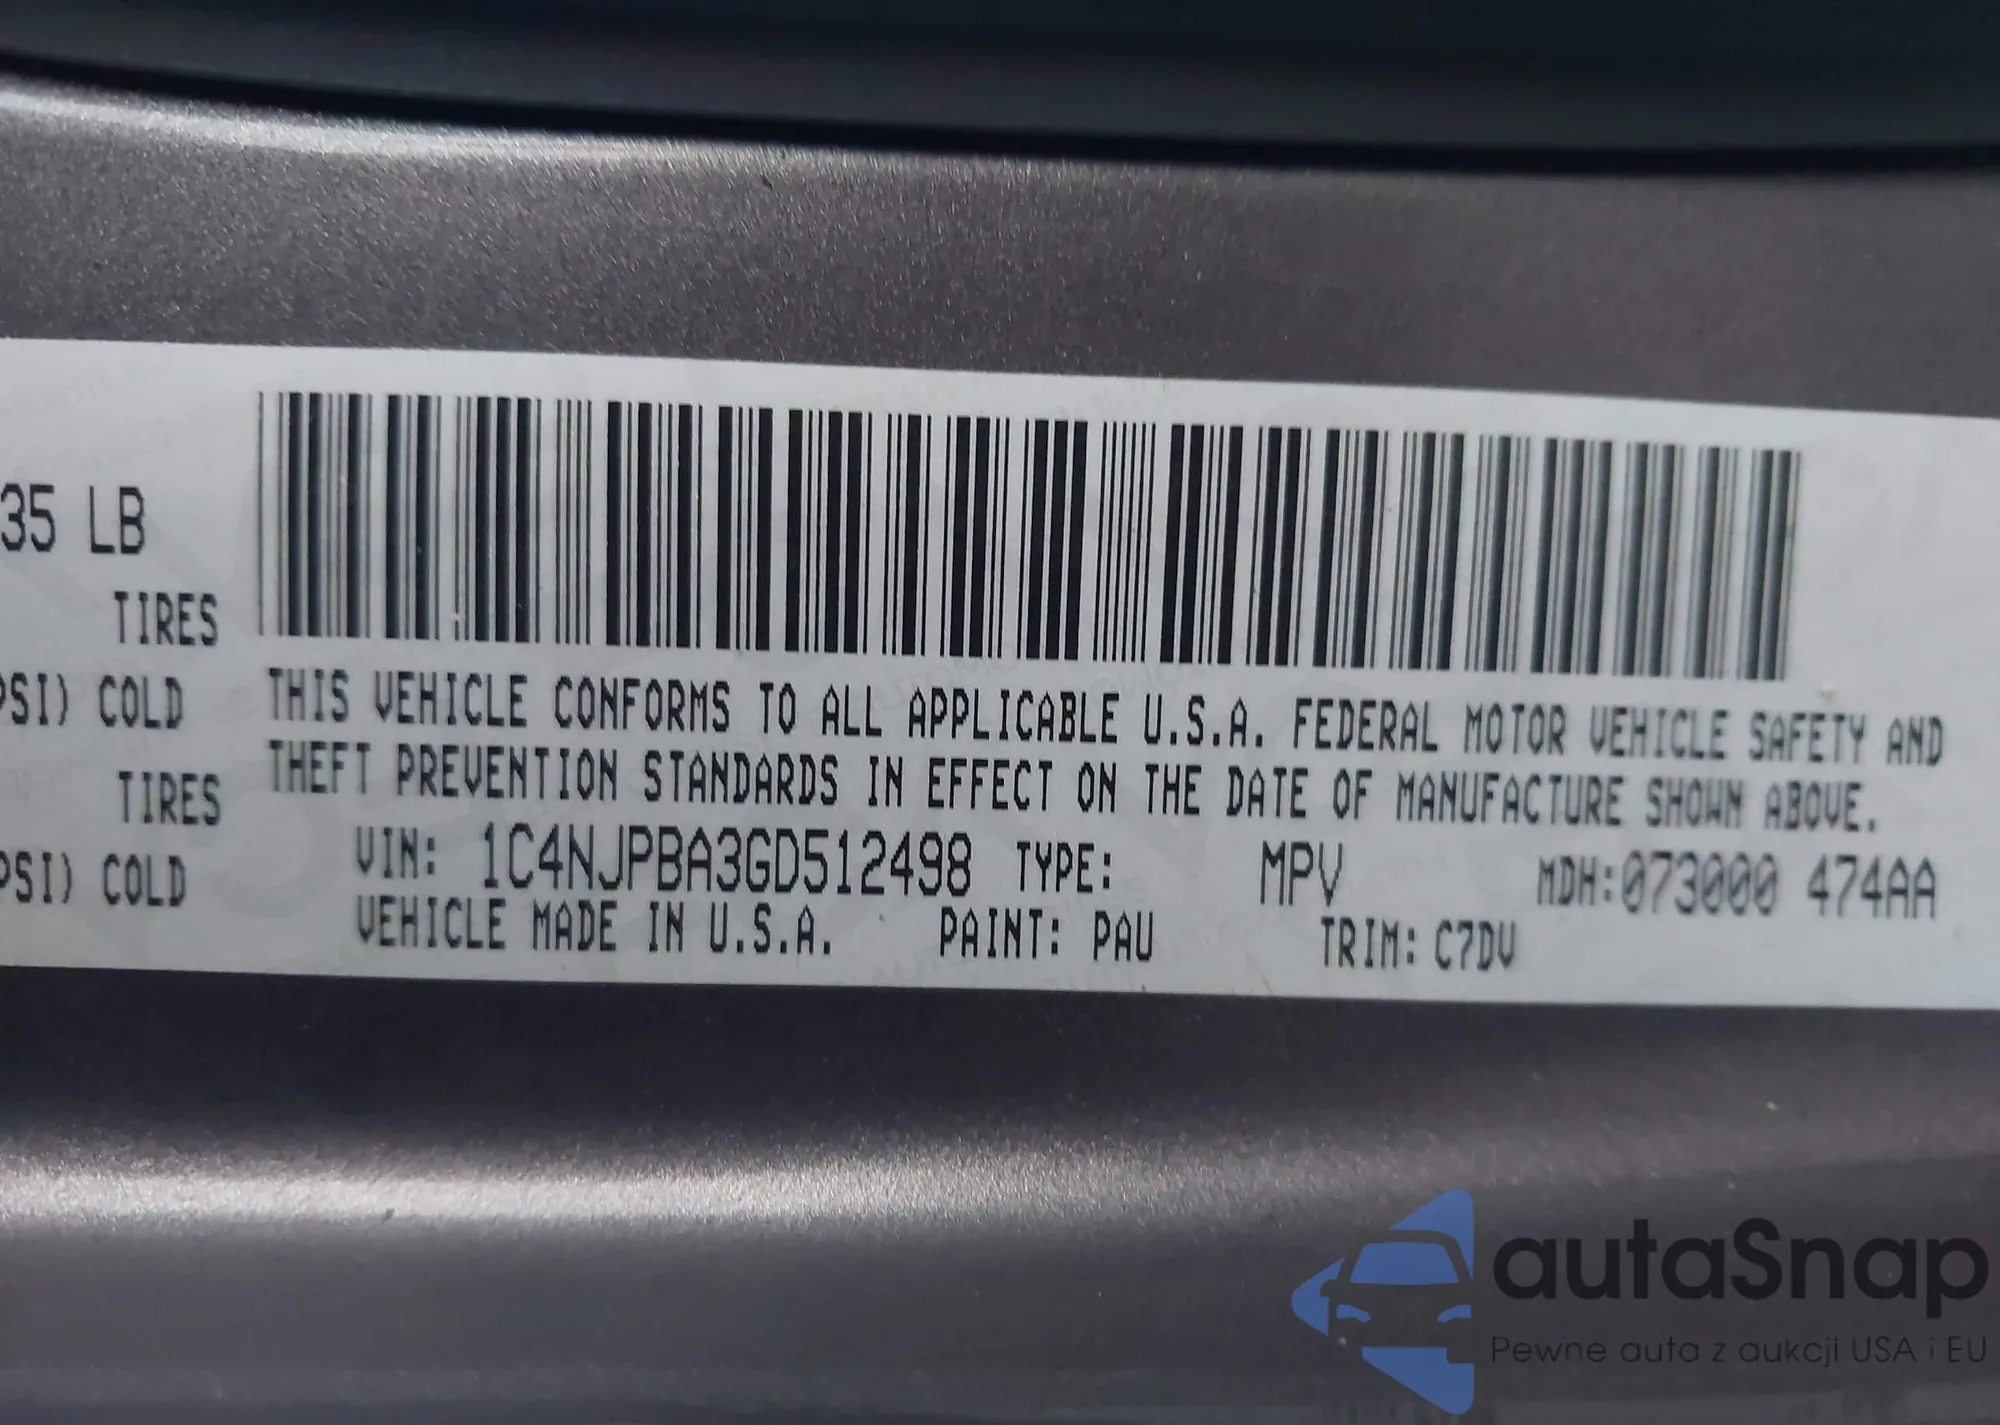 35 LB
TIRES
PSI) COLD
TIRES
PSI) COLD
THIS VEHICLE CONFORMS TO ALL APPLICABLE U.S.A. FEDERAL MOTOR VEHICLE SAFETY AND
THEFT PREVENTION STANDARDS IN EFFECT ON THE DATE OF MANUFACTURE SHOWN ABOVE.
VIN: 1C4NJPBA3GD512498 TYPE: MPV MDH:073000 474AA
VEHICLE MADE IN U.S.A. PAINT: PAU TRIM: C7DV
autaSnap
Pewne auta z aukcji USA i EU